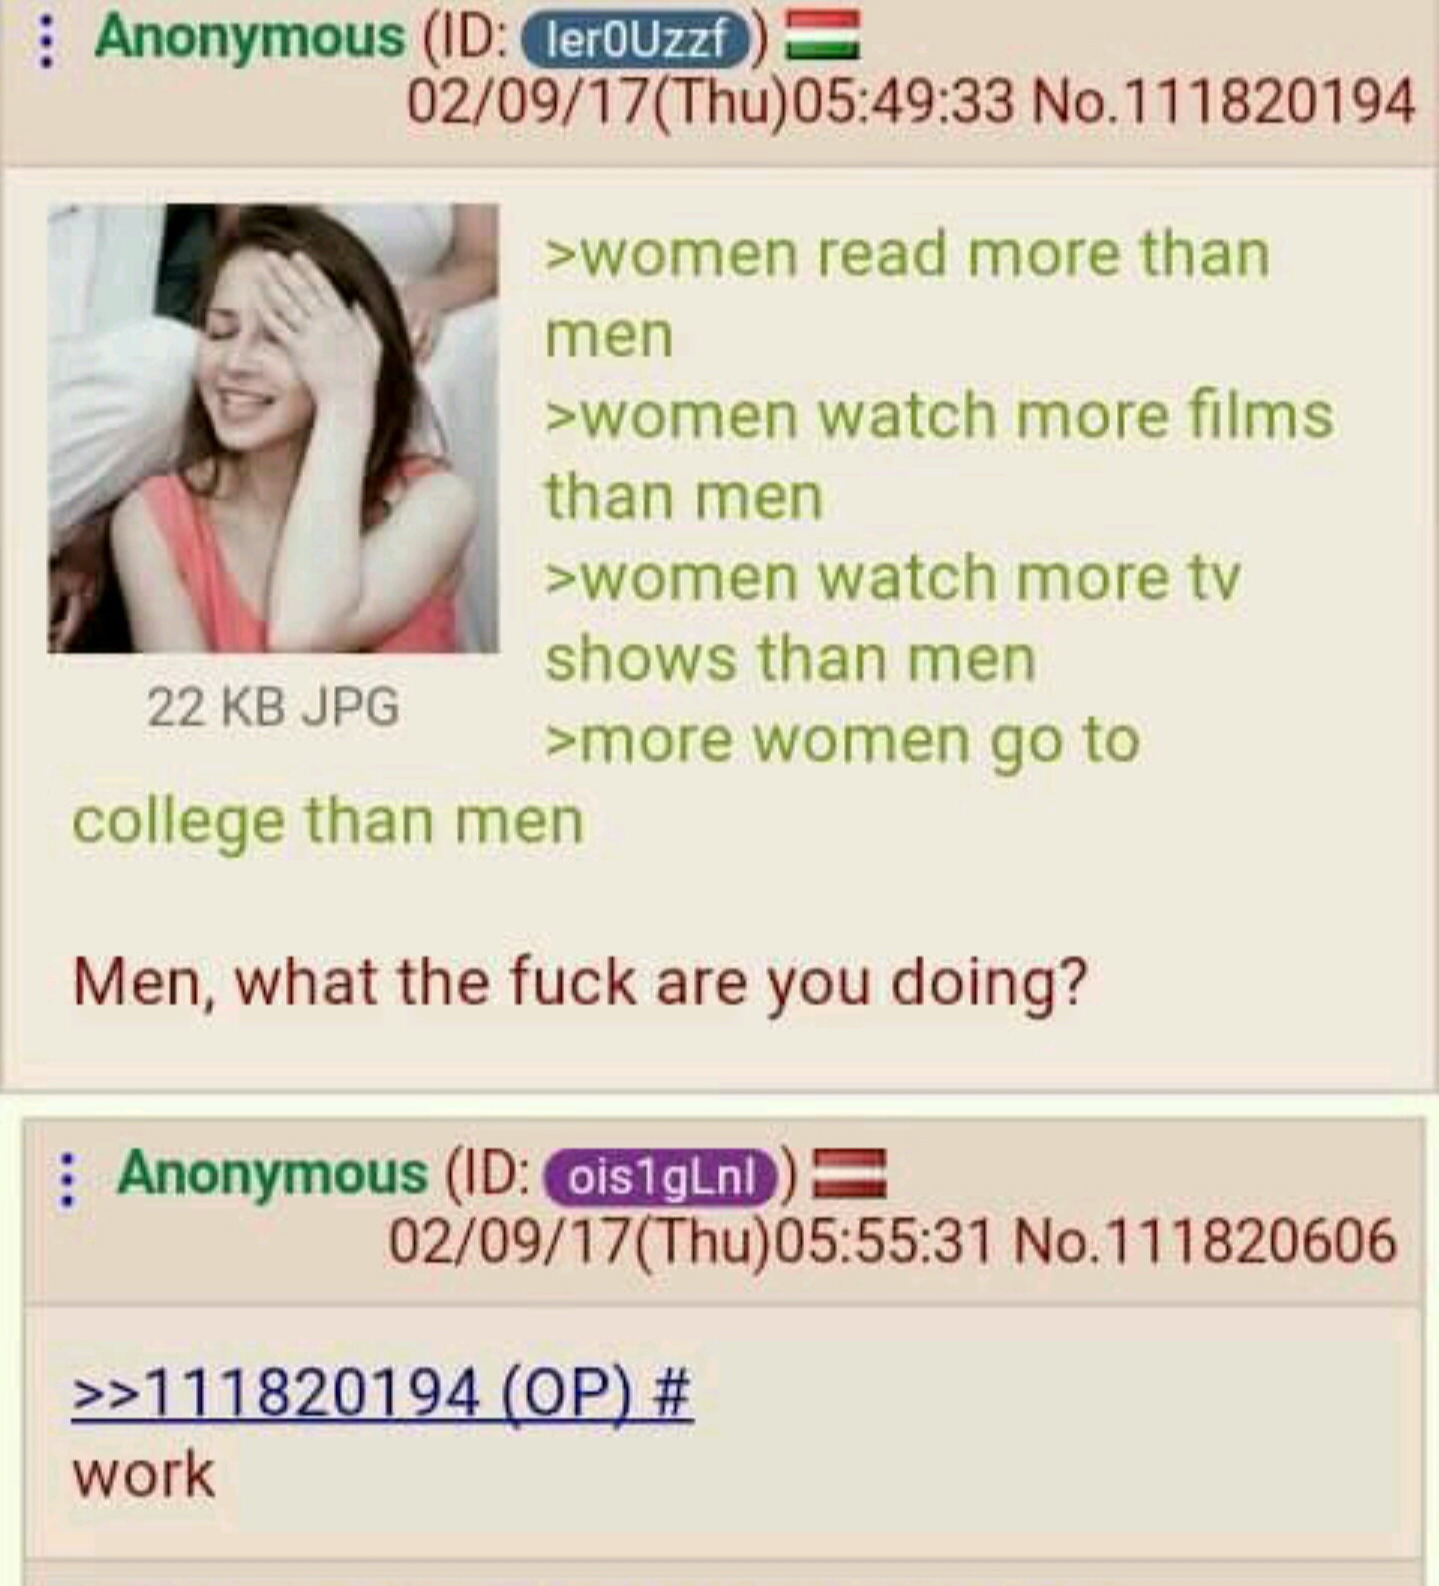 Anonymous (ID: Ier0Uzzf)
02/09/17(Thu)05:49:33 No.111820194
>women read more than
men
>women watch more films
than men
>women watch more tv
shows than men
22 KB JPG
>more women go to
college than men
Men, what the fuck are you doing?
Anonymous (ID: ois1gLnI)
02/09/17(Thu)05:55:31 No.111820606
>>111820194 (OP) #
work